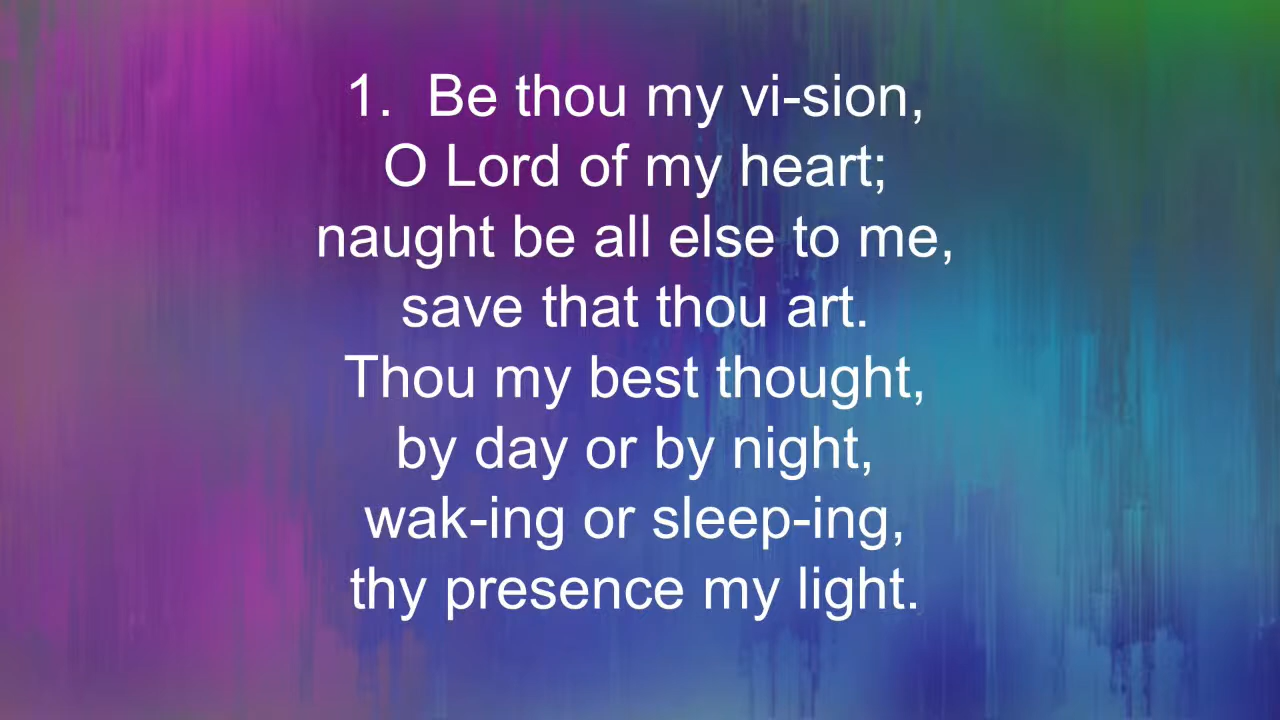 1. Be thou my vi-sion,
O Lord of my heart;
naught be all else to me,
save that thou art.
Thou my best thought,
by day or by night,
wak-ing or sleep-ing,
thy presence my light.